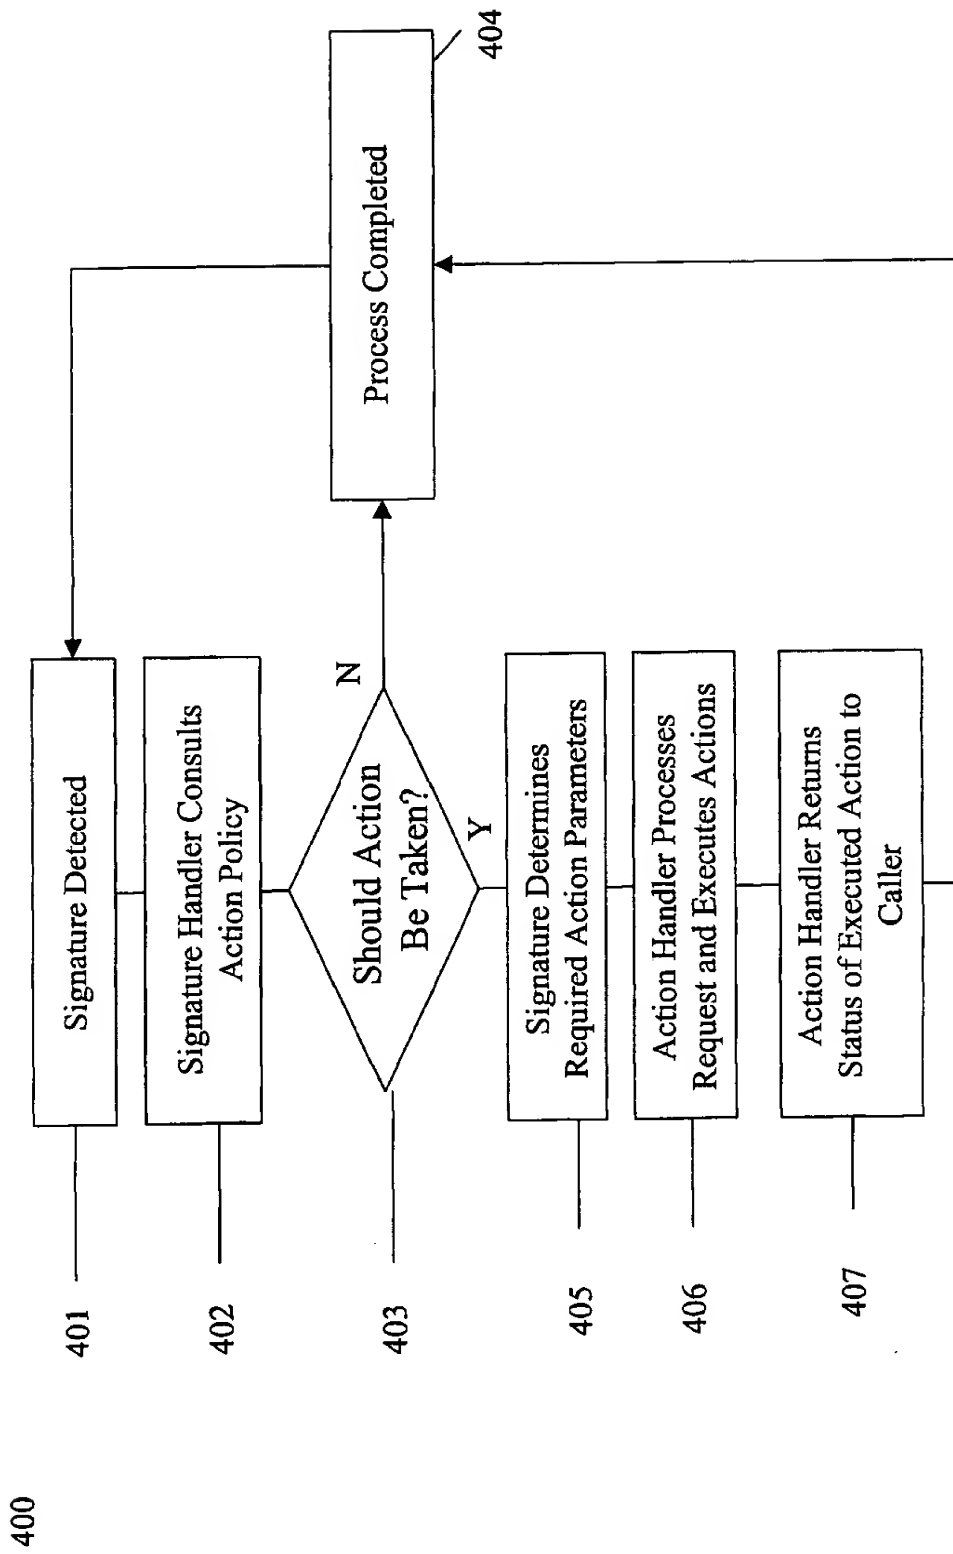 400
401
Signature Detected
402
Signature Handler Consults
Action Policy
403
Should Action
Be Taken?
N
Y
Process Completed
404
405
Signature Determines
Required Action Parameters
406
Action Handler Processes
Request and Executes Actions
407
Action Handler Returns
Status of Executed Action to
Caller